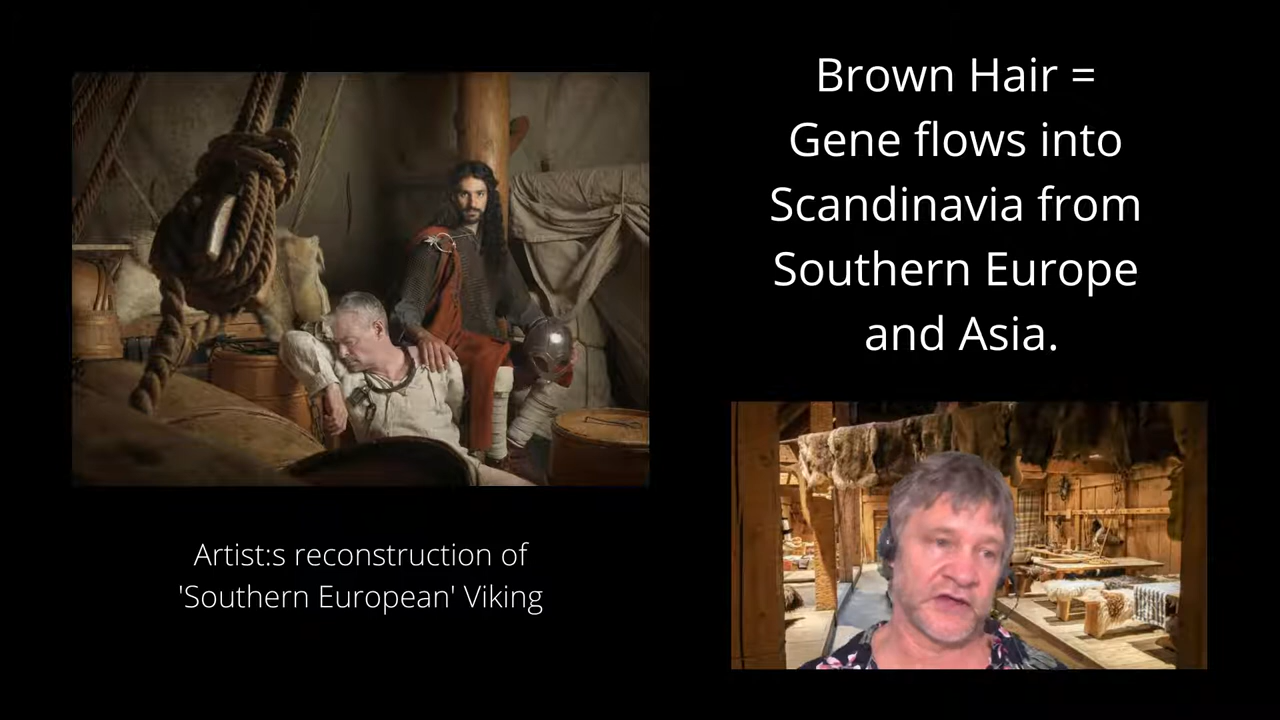 Brown Hair =
Gene flows into
Scandinavia from
Southern Europe
and Asia.
Artist:s reconstruction of
'Southern European' Viking